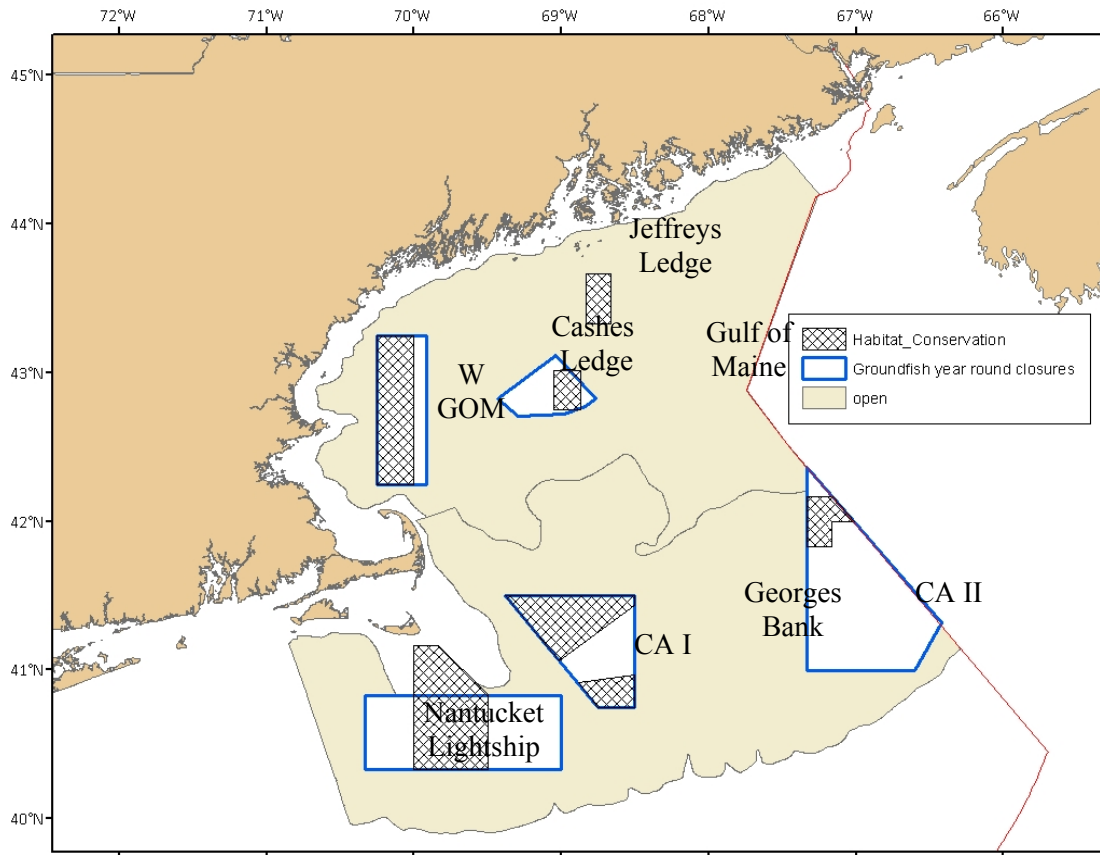 72°W 71°W 70°W 69°W 68°W 67°W 66°W
45°N
44°N
Jeffreys
Ledge
Cashes
Ledge
Gulf of
Maine
Habitat_Conservation
Groundfish year round closures
open
43°N
W
GOM
42°N
Georges
Bank
CA II
CA I
41°N
Nantucket
Lightship
40°N